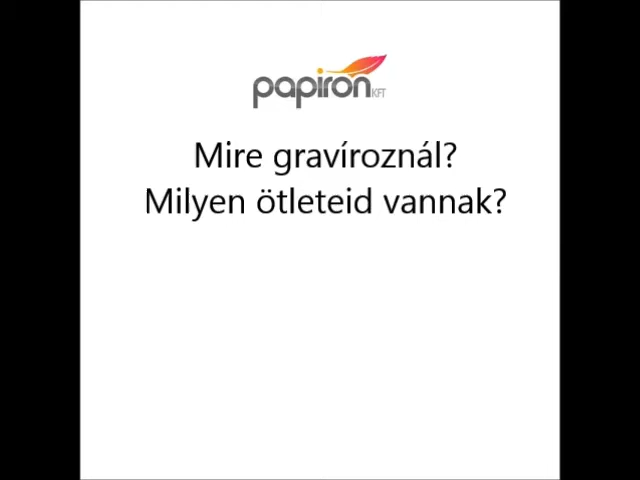 papiron KFT
Mire gravíroznál?
Milyen ötleteid vannak?